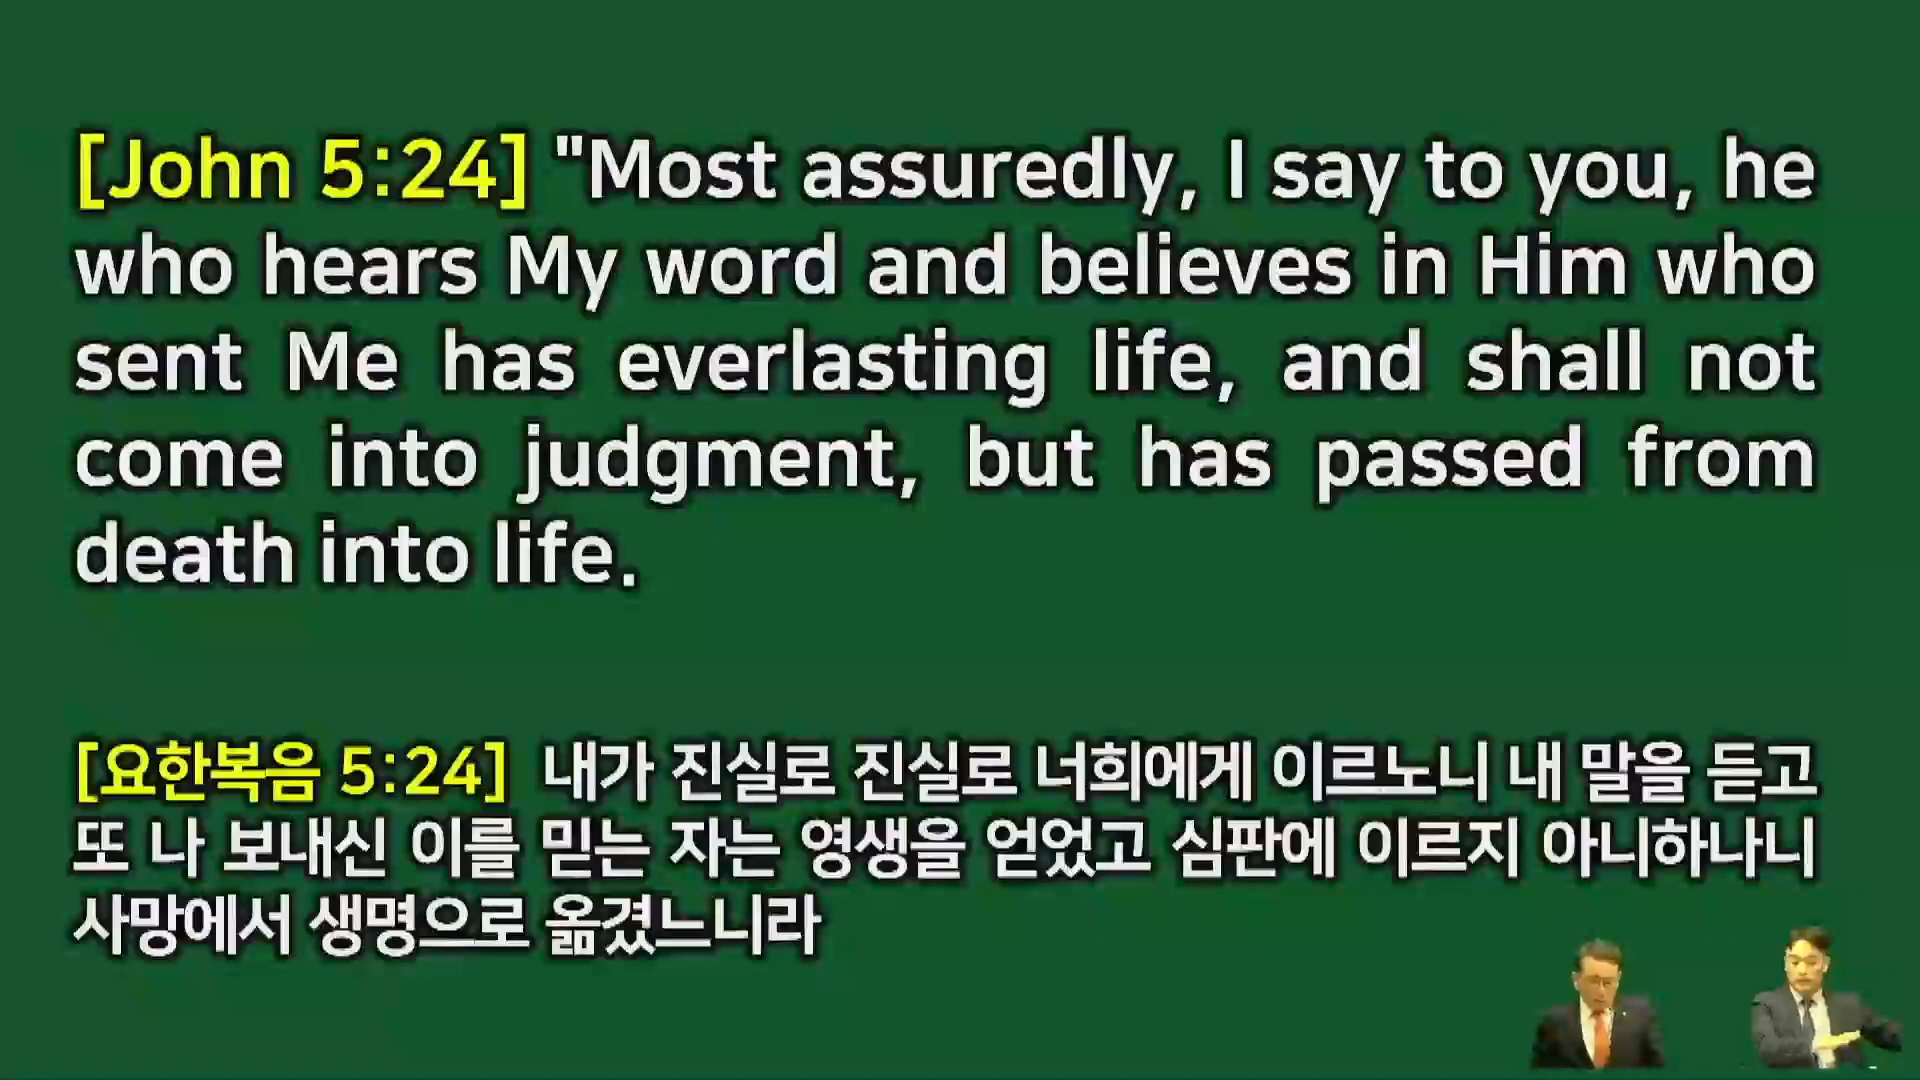 [John 5:24] "Most assuredly, I say to you, he
who hears My word and believes in Him who
sent Me has everlasting life, and shall not
come into judgment, but has passed from
death into life.
[요한복음 5:24] 내가 진실로 진실로 너희에게 이르노니 내 말을 듣고
또 나 보내신 이를 믿는 자는 영생을 얻었고 심판에 이르지 아니하나니
사망에서 생명으로 옮겼느니라